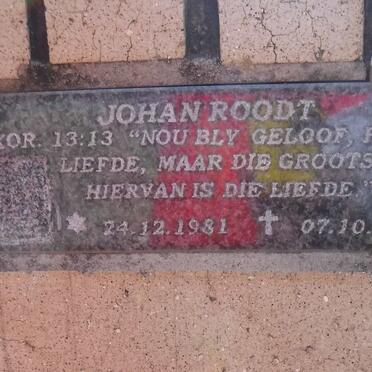 JOHAN ROODT
KOR. 13:13 "NOU BLY GELOOF,
LIEFDE, MAAR DIE GROOTS
HIERVAN IS DIE LIEFDE."
24.12.1981 07.10.